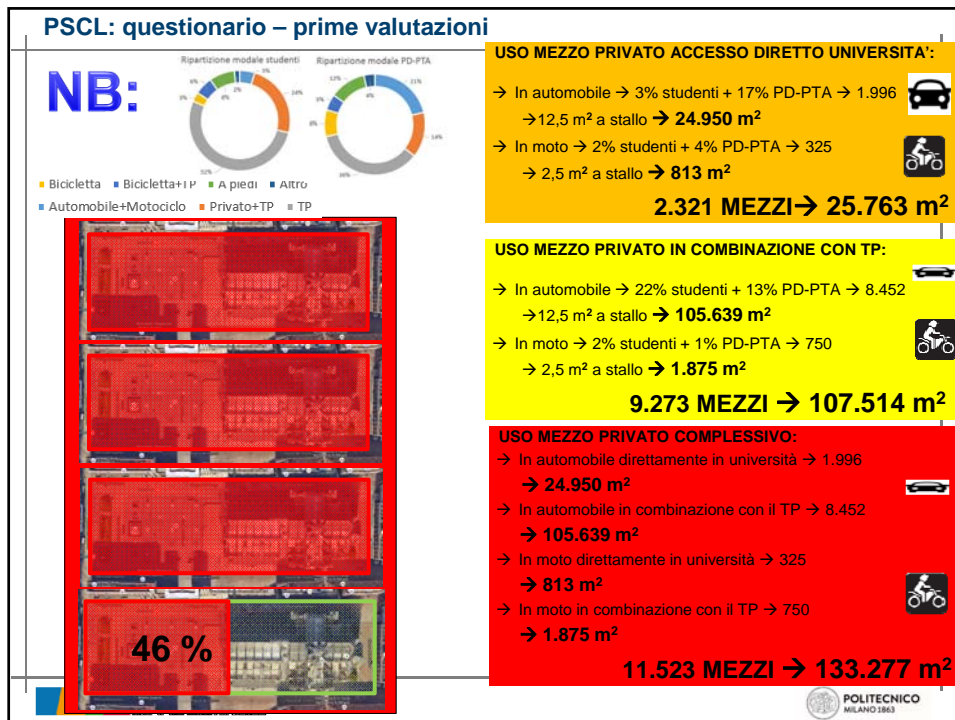 PSCL: questionario – prime valutazioni
NB:
Ripartizione modale studenti
Ripartizione modale PD-PTA
Bicicletta
Bicicletta+TP
A piedi
Altro
Automobile+Motociclo
Privato+TP
TP
46 %
USO MEZZO PRIVATO ACCESSO DIRETTO UNIVERSITA':
→ In automobile → 3% studenti + 17% PD-PTA → 1.996
→12,5 m² a stallo → 24.950 m²
→ In moto → 2% studenti + 4% PD-PTA → 325
→ 2,5 m² a stallo → 813 m²
2.321 MEZZI→ 25.763 m²
USO MEZZO PRIVATO IN COMBINAZIONE CON TP:
→ In automobile → 22% studenti + 13% PD-PTA → 8.452
→12,5 m² a stallo → 105.639 m²
→ In moto → 2% studenti + 1% PD-PTA → 750
→ 2,5 m² a stallo → 1.875 m²
9.273 MEZZI → 107.514 m²
USO MEZZO PRIVATO COMPLESSIVO:
→ In automobile direttamente in università → 1.996
→ 24.950 m²
→ In automobile in combinazione con il TP → 8.452
→ 105.639 m²
→ In moto direttamente in università → 325
→ 813 m²
→ In moto in combinazione con il TP → 750
→ 1.875 m²
11.523 MEZZI → 133.277 m²
POLITECNICO
MILANO 1863